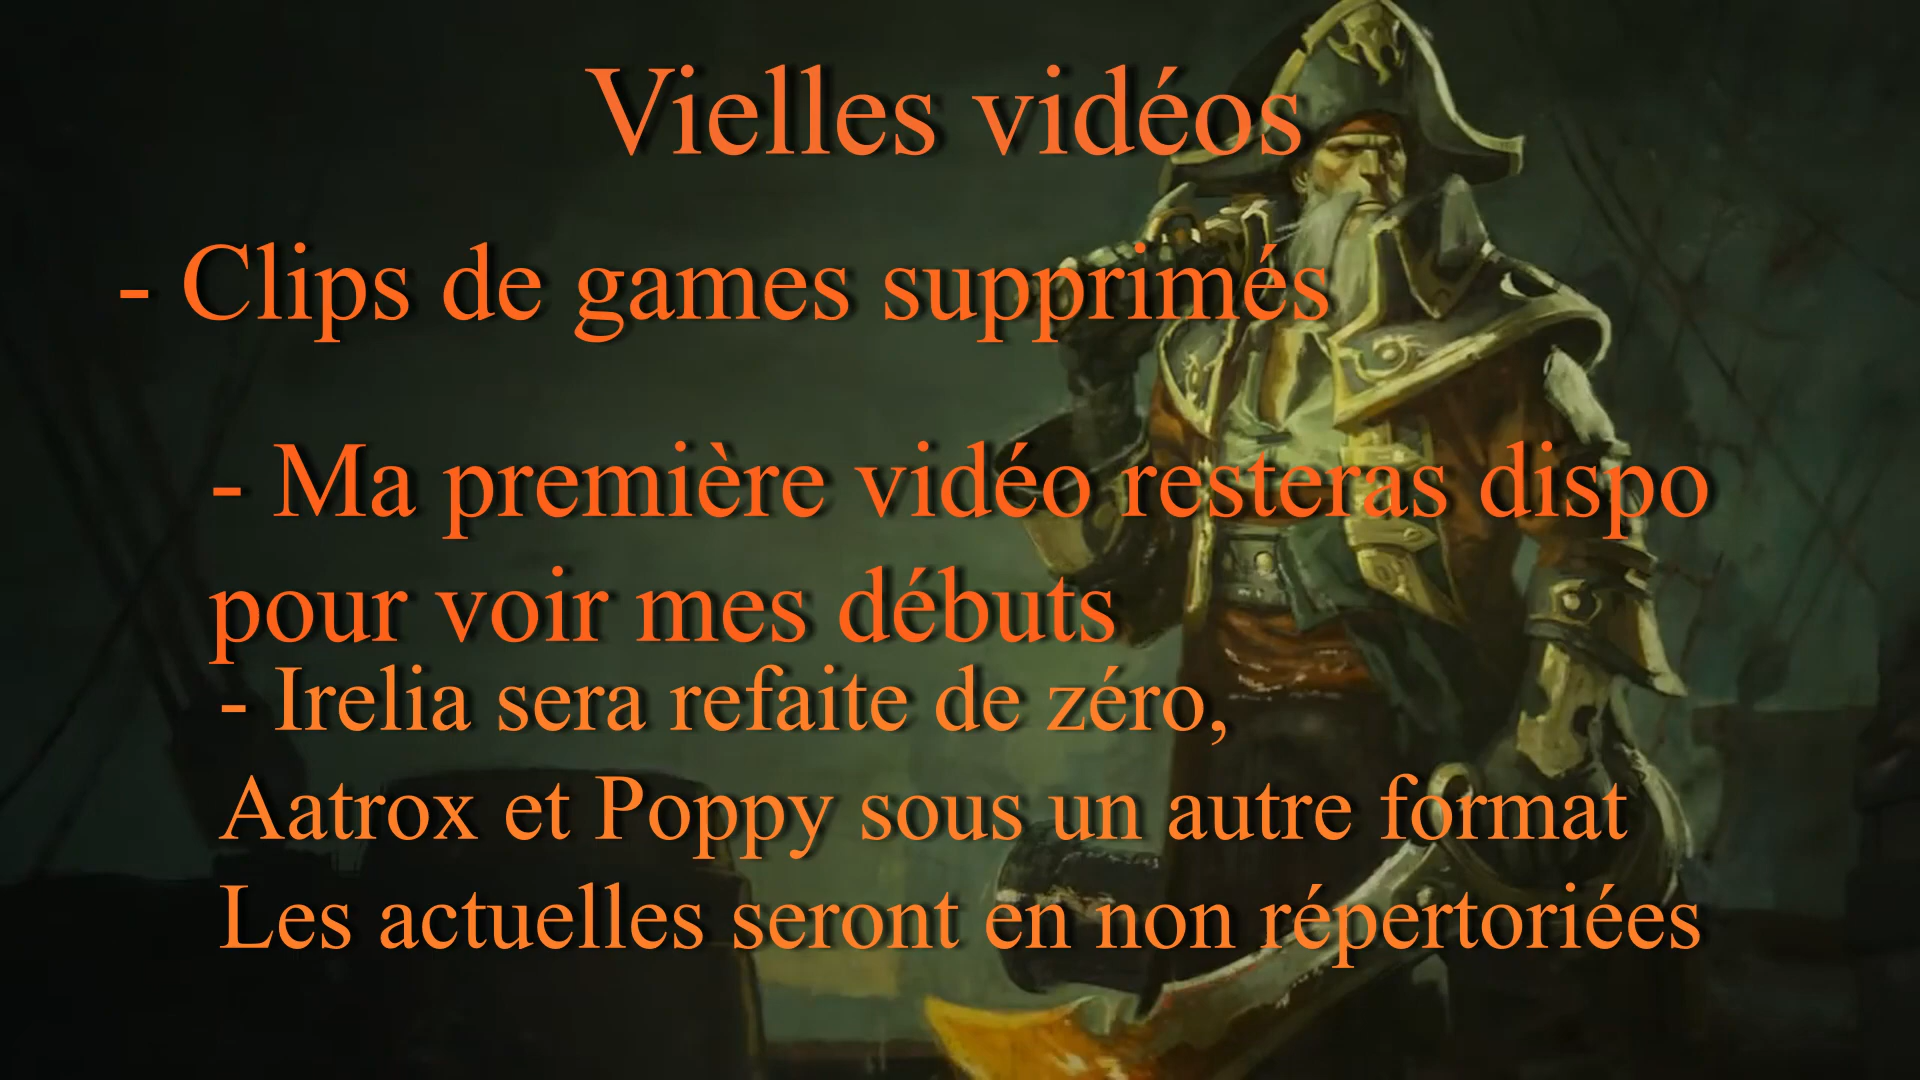 Vielles vidéos
- Clips de games supprimés
- Ma première vidéo resteras dispo
pour voir mes débuts
- Irelia sera refaite de zéro,
Aatrox et Poppy sous un autre format
Les actuelles seront en non répertoriées